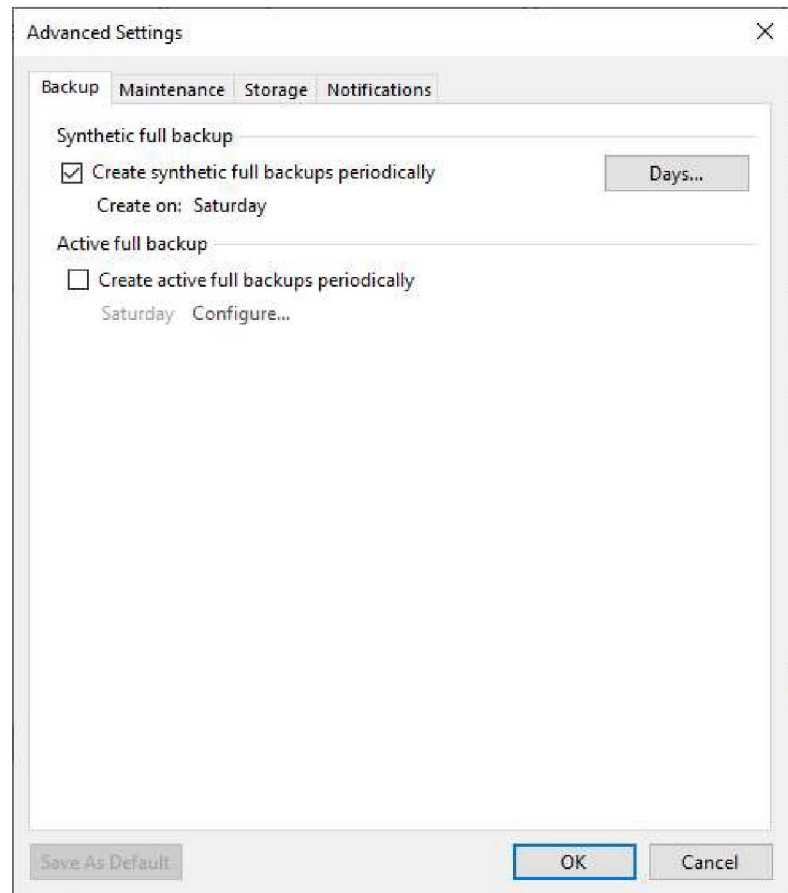 Advanced Settings
Backup Maintenance Storage Notifications
Synthetic full backup
Create synthetic full backups periodically Days...
Create on: Saturday
Active full backup
Create active full backups periodically
Saturday Configure...
Save As Default OK Cancel